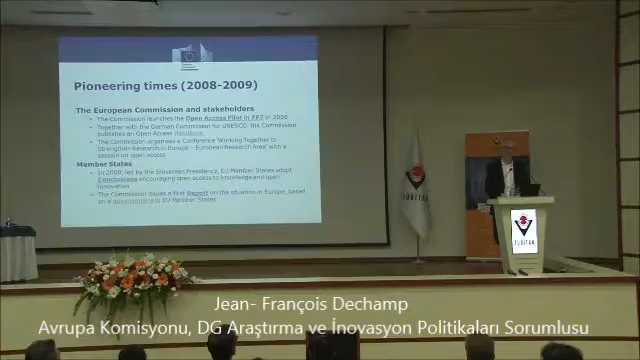 Pioneering times (2008-2009)
The European Commission and stakeholders
• The Commission launches the Open Access Pilot in FP7 in 2008
• Together with the German Commission for UNESCO, the Commission
publishes an Open Access Handbook
• The Commission organises a Conference 'Working Together to
Strengthen Research in Europe - European Research Area' with a
session on open access
Member States
• In 2008, led by the Slovenian Presidency, EU Member States adopt
Conclusions encouraging open access to knowledge and open
innovation
• The Commission issues a first Report on the situation in Europe, based
on a questionnaire to EU Member States
TÜBİTAK
TÜBİTAK
Jean- François Dechamp
Avrupa Komisyonu, DG Araştırma ve İnovasyon Politikaları Sorumlusu